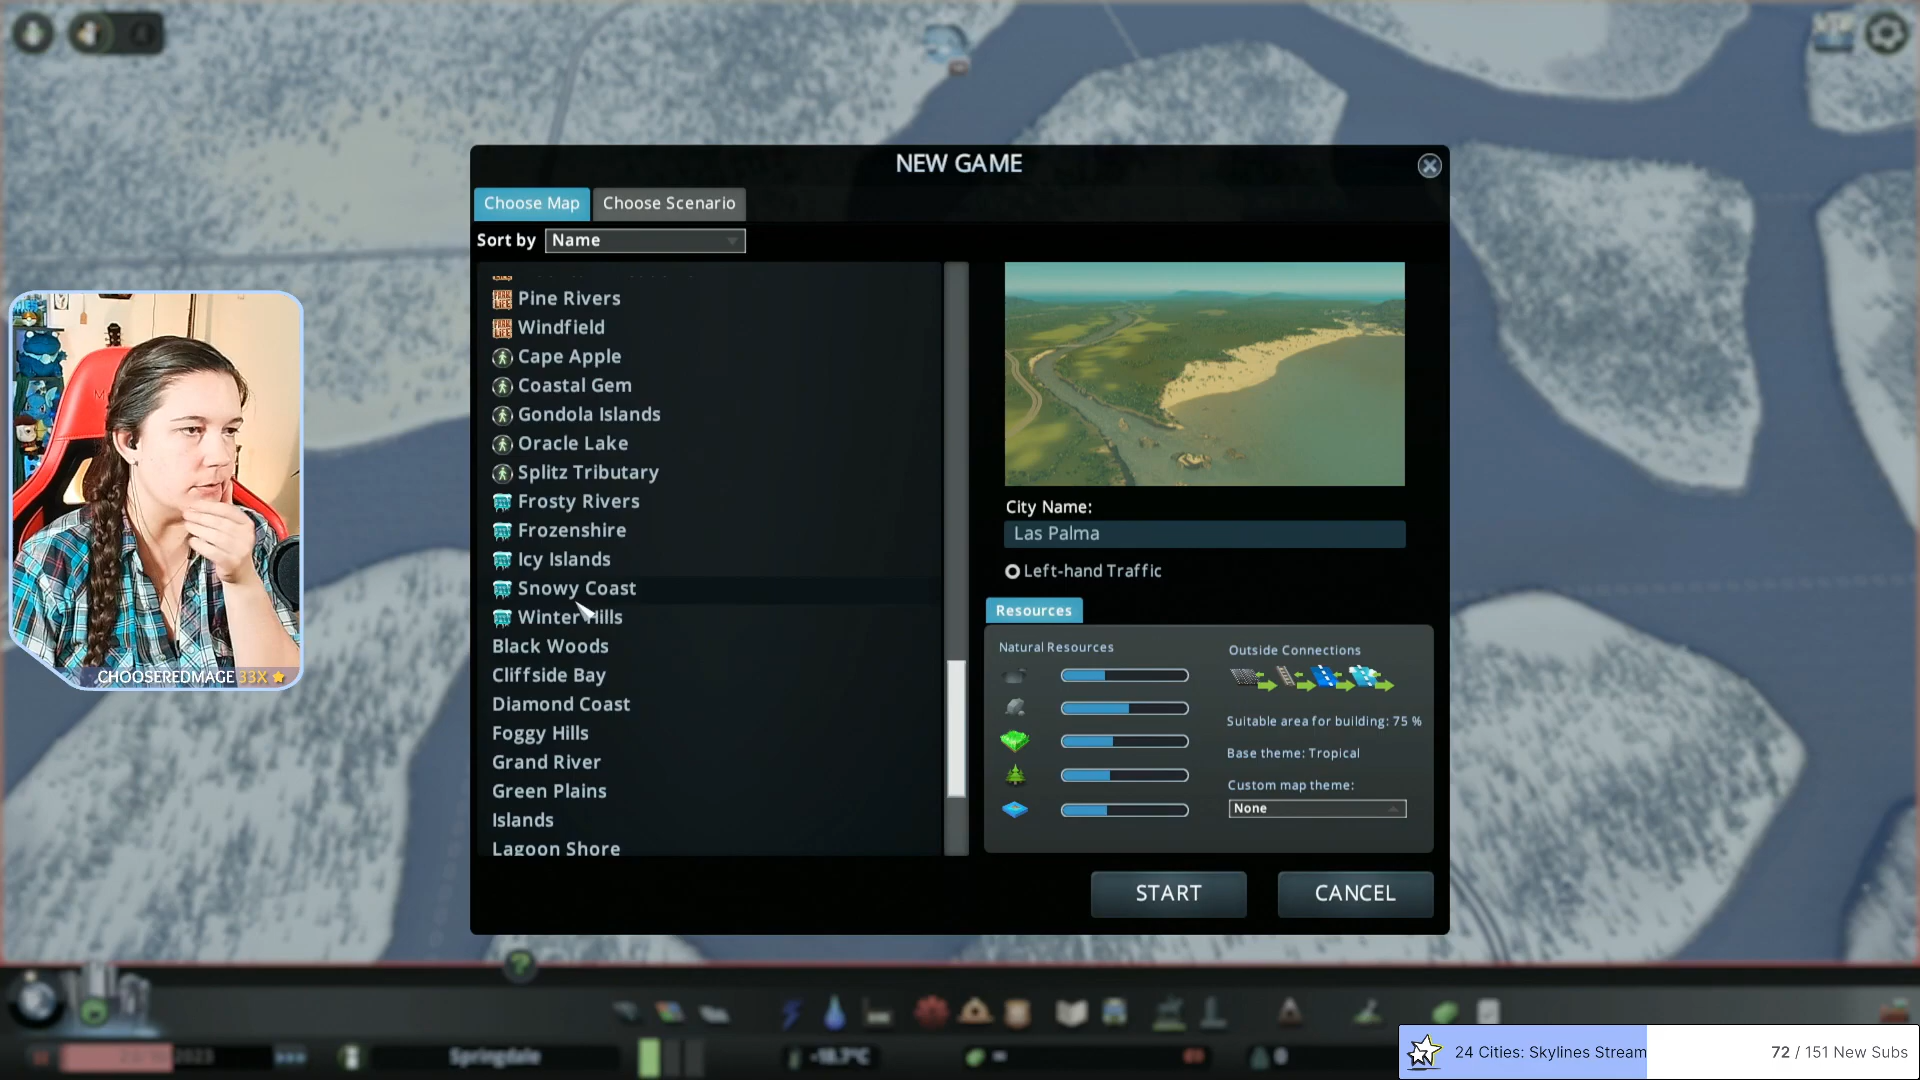 NEW GAME
Choose Map
Choose Scenario
Sort by
Name
Pine Rivers
Windfield
Cape Apple
Coastal Gem
Gondola Islands
Oracle Lake
Splitz Tributary
Frosty Rivers
Frozenshire
Icy Islands
Snowy Coast
Winter Hills
Black Woods
Cliffside Bay
Diamond Coast
Foggy Hills
Grand River
Green Plains
Islands
Lagoon Shore
City Name:
Las Palma
Left-hand Traffic
Resources
Natural Resources
Outside Connections
Suitable area for building: 75 %
Base theme: Tropical
Custom map theme:
None
START
CANCEL
CHOOSEREDMAGE 33X
Springdale
-18.7°C
0
24 Cities: Skylines Stream
72 / 151 New Subs